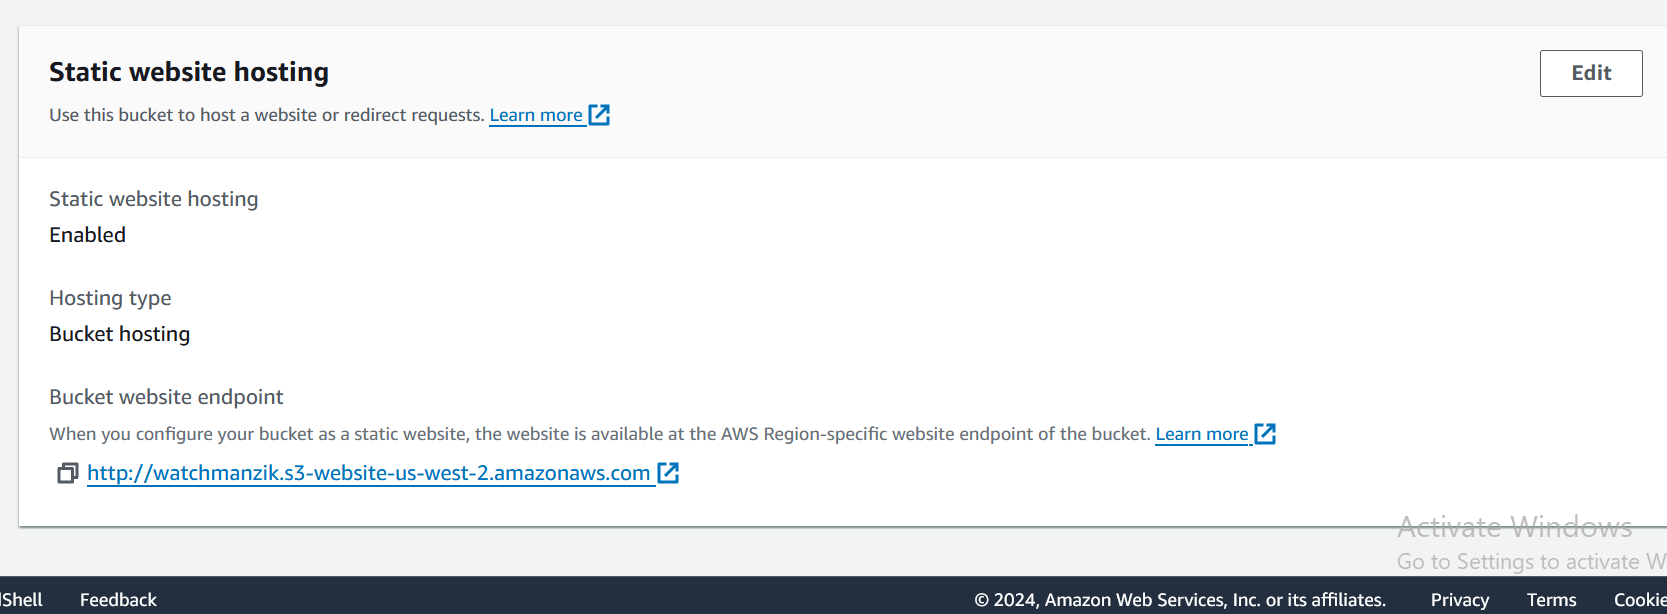 Static website hosting
Edit
Use this bucket to host a website or redirect requests. Learn more
Static website hosting
Enabled
Hosting type
Bucket hosting
Bucket website endpoint
When you configure your bucket as a static website, the website is available at the AWS Region-specific website endpoint of the bucket. Learn more
http://watchmanzik.s3-website-us-west-2.amazonaws.com
Activate Windows
Go to Settings to activate W
Shell Feedback © 2024, Amazon Web Services, Inc. or its affiliates. Privacy Terms Cookie